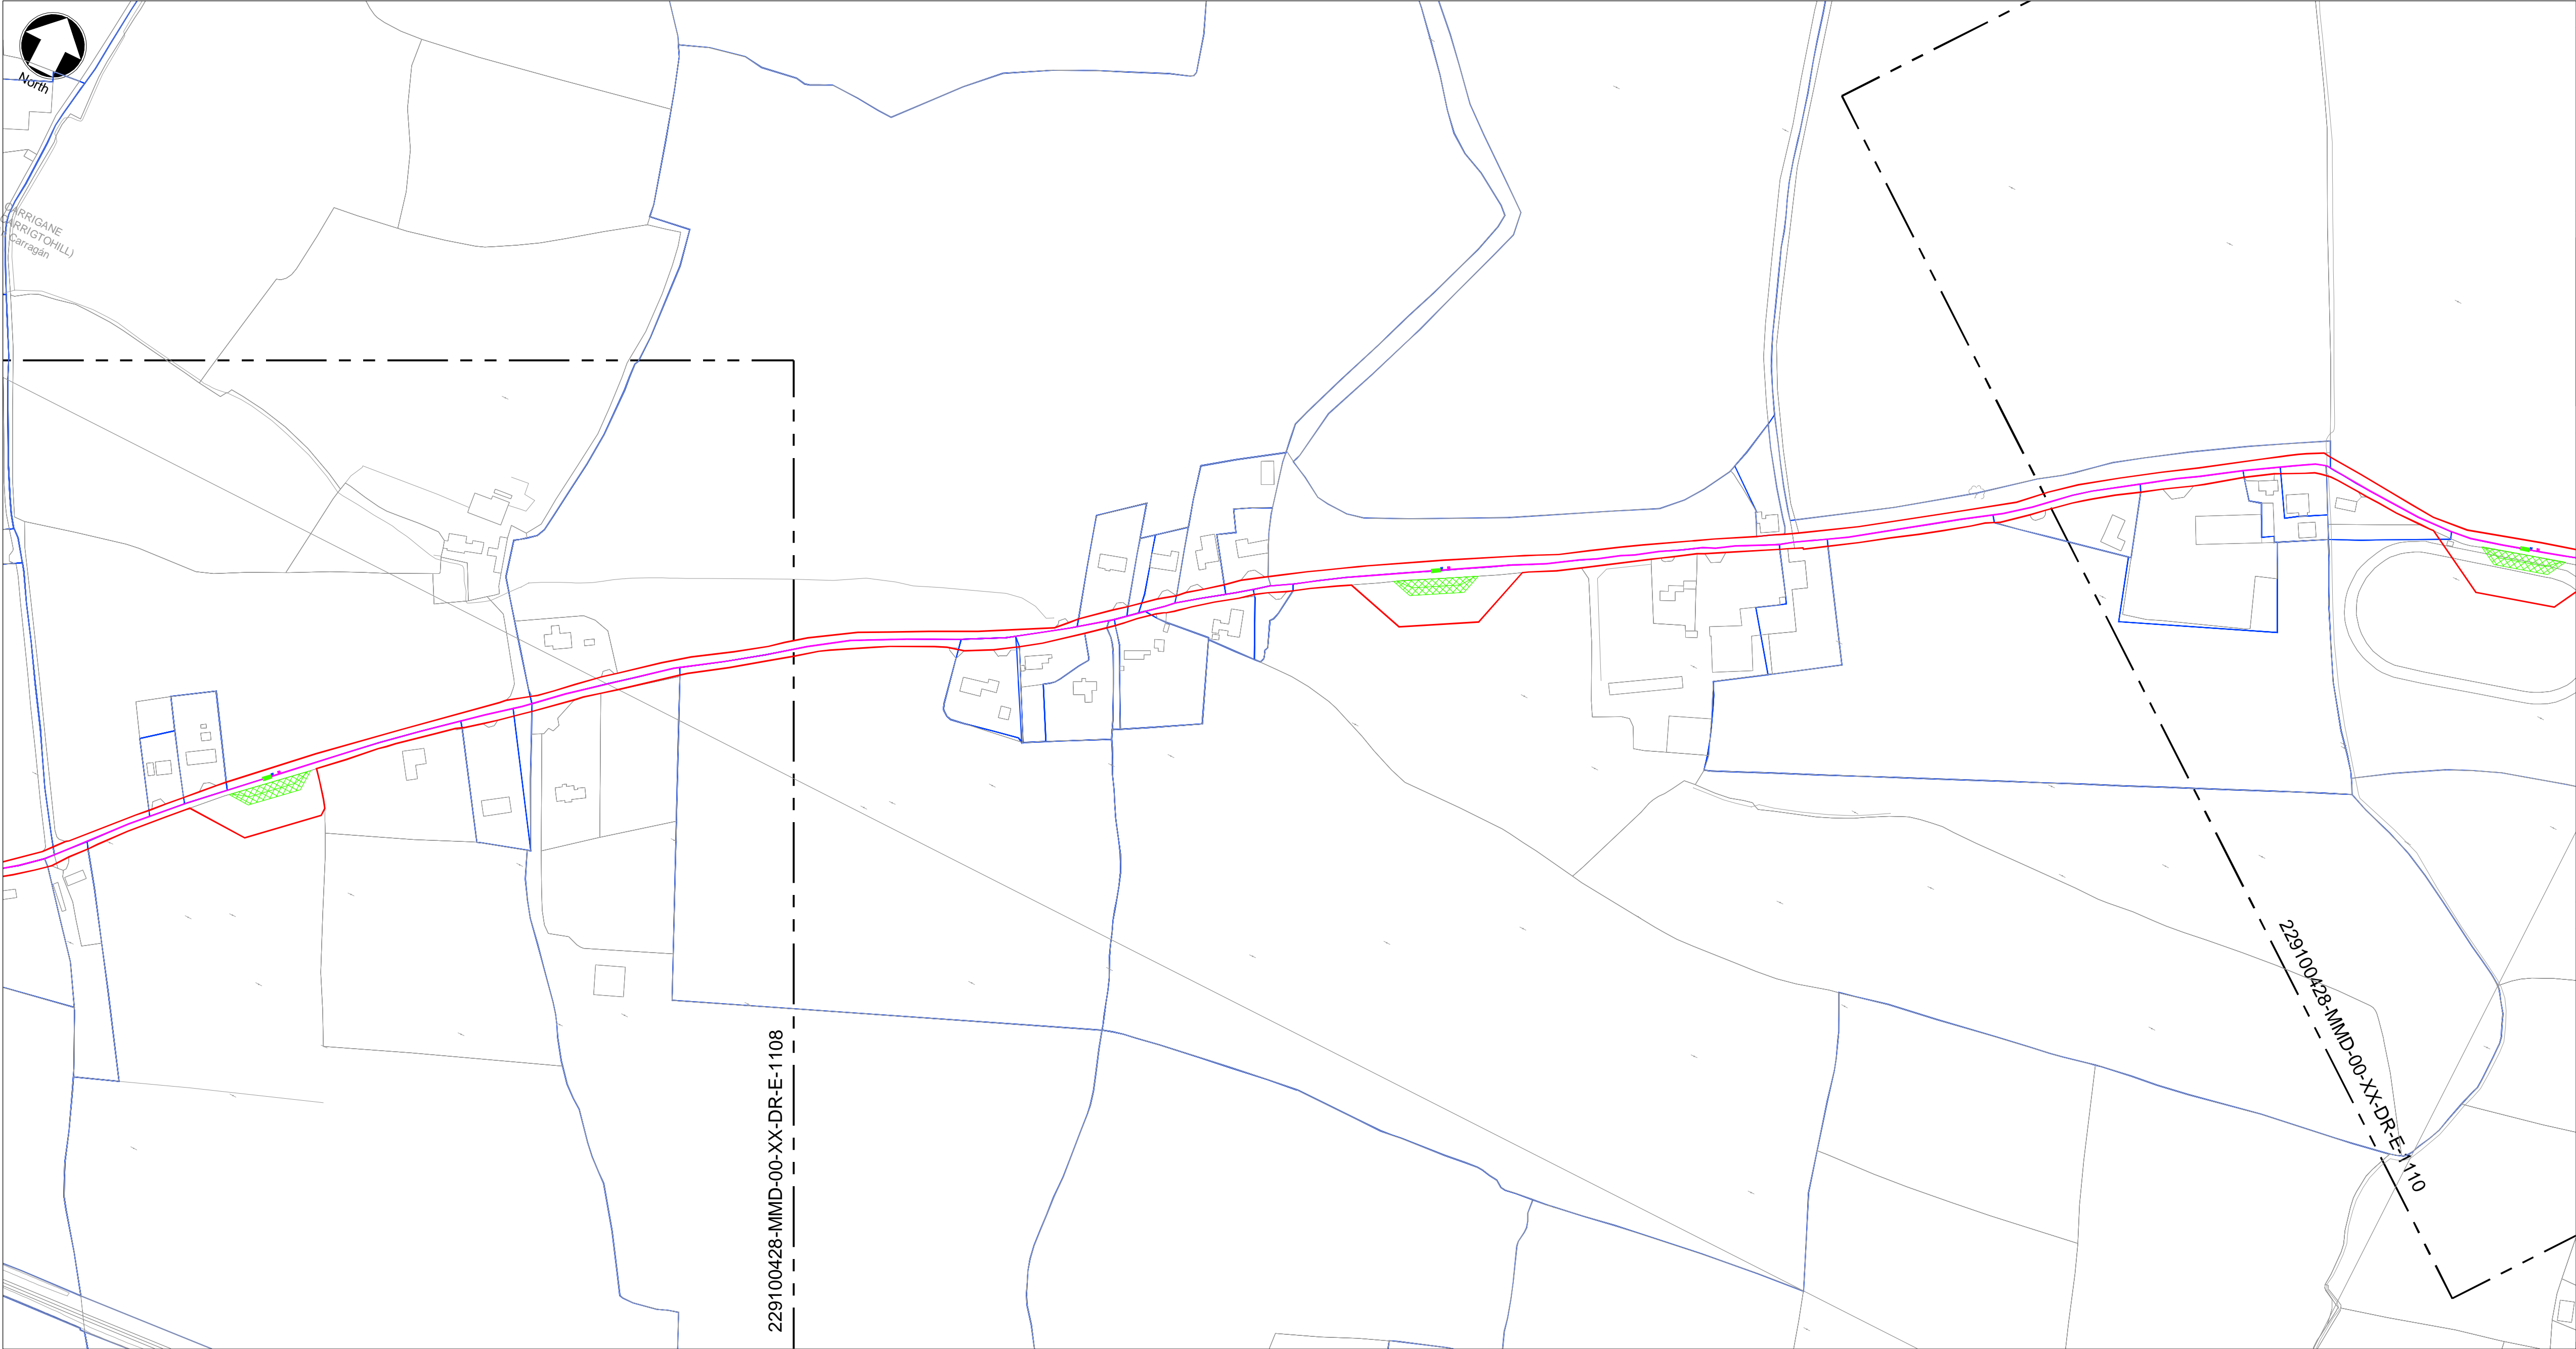 North
CARRIGANE
CARRIGTOHILL)
Carragán
229100428-MMD-00-XX-DR-E-1108
229100428-MMD-00-XX-DR-E-1110